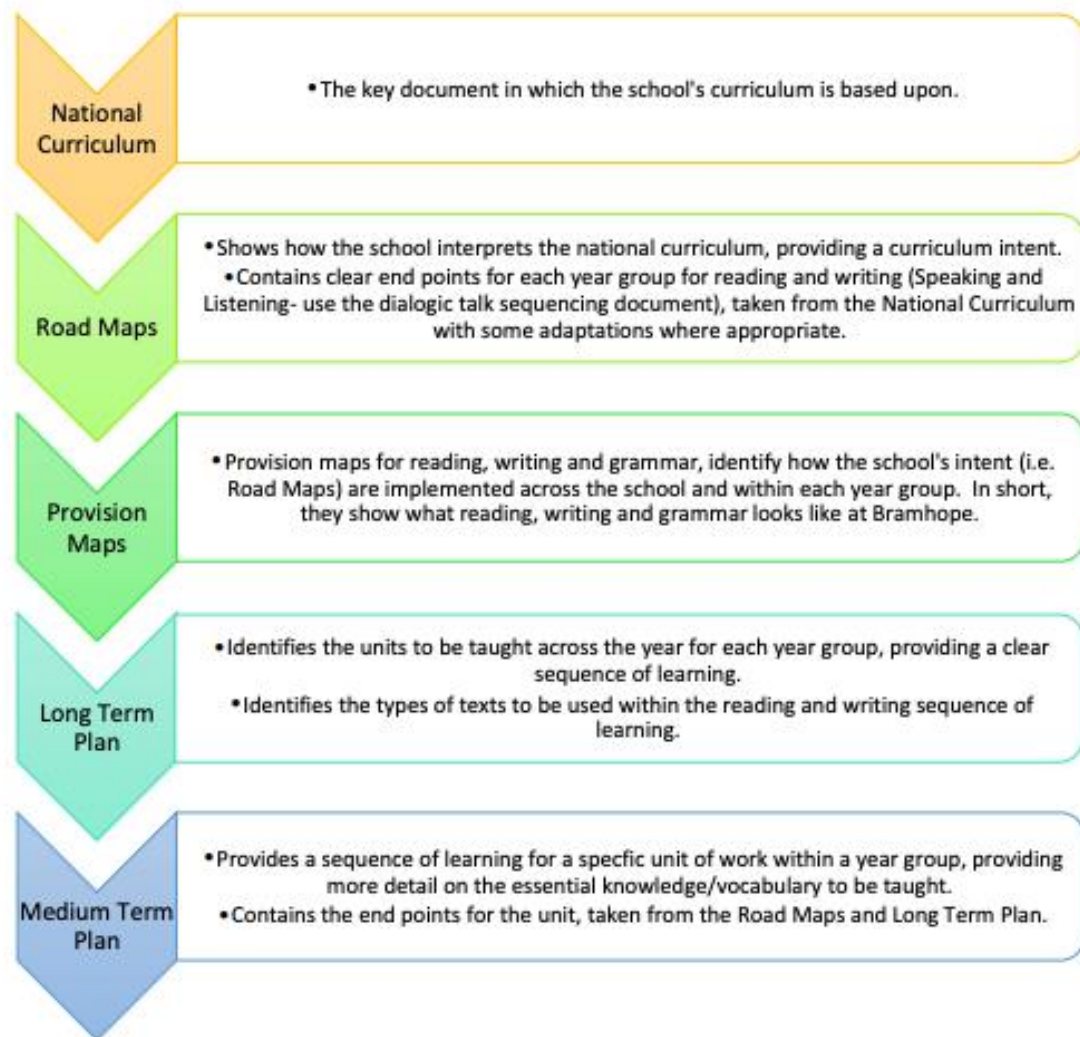 National
Curriculum
•The key document in which the school's curriculum is based upon.
Road Maps
•Shows how the school interprets the national curriculum, providing a curriculum intent.
•Contains clear end points for each year group for reading and writing (Speaking and
Listening- use the dialogic talk sequencing document), taken from the National Curriculum
with some adaptations where appropriate.
Provision
Maps
•Provision maps for reading, writing and grammar, identify how the school's intent (i.e.
Road Maps) are implemented across the school and within each year group.  In short,
they show what reading, writing and grammar looks like at Bramhope.
Long Term
Plan
•Identifies the units to be taught across the year for each year group, providing a clear
sequence of learning.
•Identifies the types of texts to be used within the reading and writing sequence of
learning.
Medium Term
Plan
•Provides a sequence of learning for a specfic unit of work within a year group, providing
more detail on the essential knowledge/vocabulary to be taught.
•Contains the end points for the unit, taken from the Road Maps and Long Term Plan.